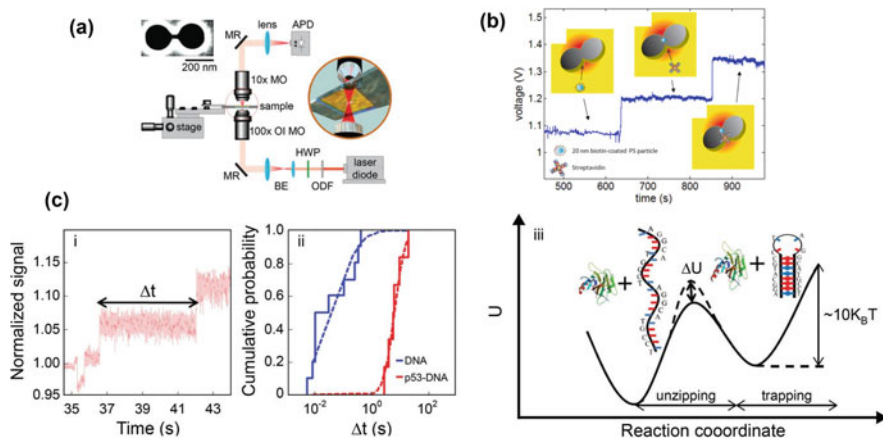 (a)
MR
lens
APD
200 nm
10x MO
sample
stage
100x OI MO
MR
HWP
BE
ODF
laser
diode
(b)
voltage (V)
1.5
1.4
1.3
1.2
1.1
1
20 nm biotin-coated PS particle
Streptavidin
500
600
700
800
900
time (s)
(c)
i
Normalized signal
1.15
1.10
1.05
1.00
0.95
Δt
35
37
39
41
43
Time (s)
ii
Cumulative probability
1.0
0.8
0.6
0.4
0.2
0
DNA
p53-DNA
10⁻²
10⁰
10²
Δt (s)
iii
U
ΔU
~10KBT
unzipping
trapping
Reaction cooordinate